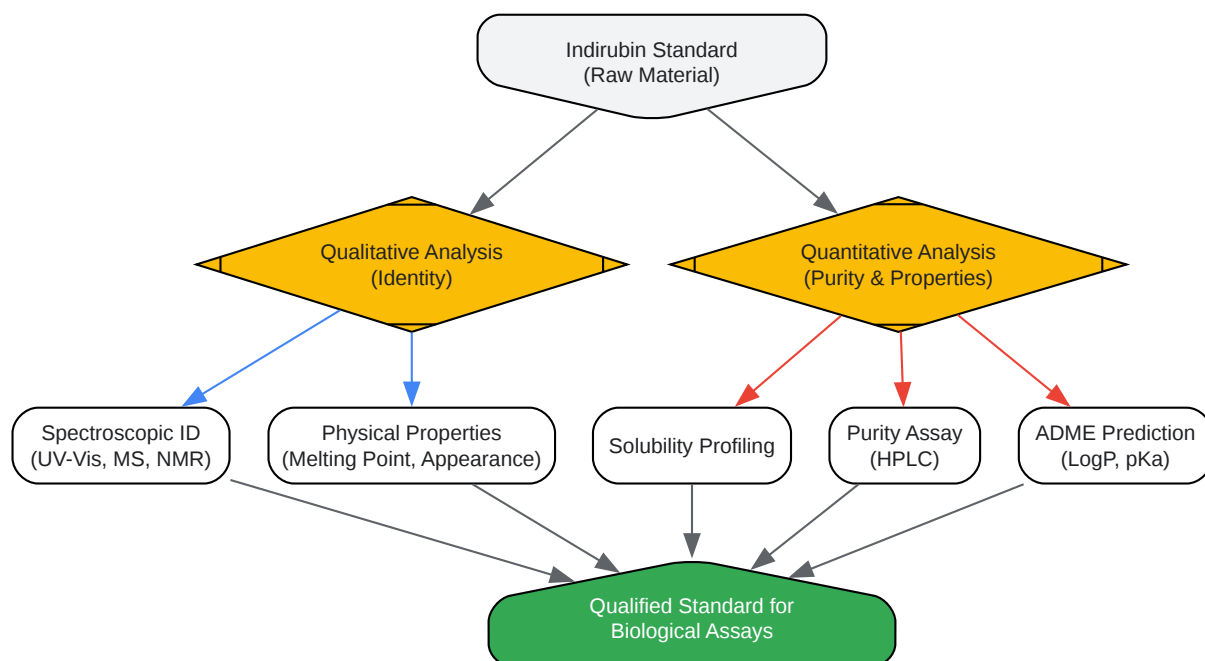 Indirubin Standard
(Raw Material)
Qualitative Analysis
(Identity)
Quantitative Analysis
(Purity & Properties)
Spectroscopic ID
(UV-Vis, MS, NMR)
Physical Properties
(Melting Point, Appearance)
Solubility Profiling
Purity Assay
(HPLC)
ADME Prediction
(LogP, pKa)
Qualified Standard for
Biological Assays